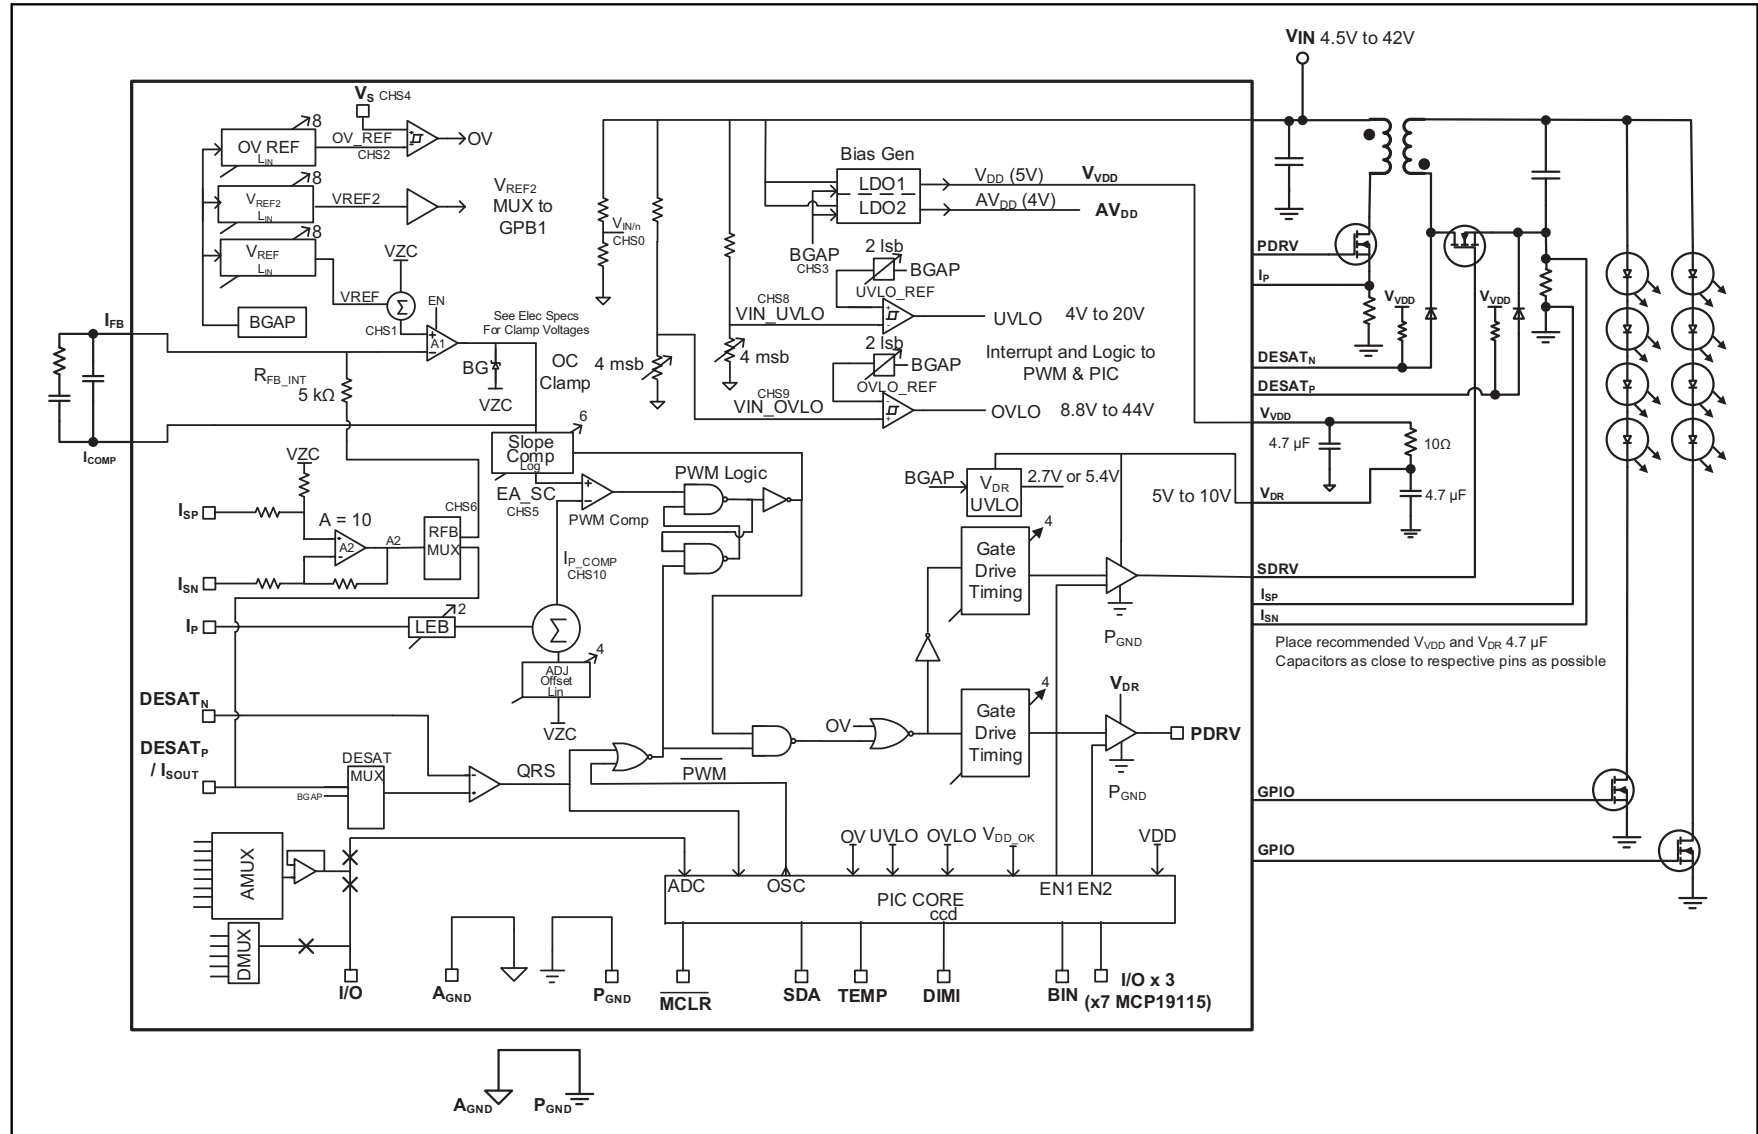 VIN 4.5V to 42V
VS CHS4
8
OV REF
LIN
OV_REF
CHS2
OV
8
VREF2
LIN
VREF2
VREF2
MUX to
GPB1
8
VREF
LIN
VREF
VZC
Σ
CHS1
EN
A1
BGAP
IFB
ICOMP
RFB_INT
5 kΩ
See Elec Specs
For Clamp Voltages
BG
VZC
OC
Clamp
VIN/n
CHS0
4 msb
4 msb
Bias Gen
LDO1
LDO2
VDD (5V)
VVDD
AVDD (4V)
AVDD
BGAP
CHS3
2 lsb
BGAP
UVLO_REF
CHS8
VIN_UVLO
UVLO
4V to 20V
2 lsb
BGAP
OVLO_REF
Interrupt and Logic to
PWM & PIC
CHS9
VIN_OVLO
OVLO
8.8V to 44V
PDRV
IP
VVDD
VVDD
DESATN
DESATP
VVDD
4.7 µF
10Ω
VDR
4.7 µF
5V to 10V
6
Slope
Comp
Log
EA_SC
CHS5
PWM Comp
PWM Logic
BGAP
VDR
UVLO
2.7V or 5.4V
VZC
ISP
A = 10
A2
A2
CHS6
RFB
MUX
ISN
IP_COMP
CHS10
IP
2
LEB
Σ
4
ADJ
Offset
Lin
VZC
4
Gate
Drive
Timing
PGND
SDRV
ISP
ISN
Place recommended VVDD and VDR 4.7 µF
Capacitors as close to respective pins as possible
DESATN
DESATP
/ ISOUT
DESAT
MUX
BGAP
QRS
PWM
OV
4
Gate
Drive
Timing
VDR
PDRV
PGND
GPIO
GPIO
AMUX
DMUX
I/O
OV
UVLO
OVLO
VDD_OK
VDD
ADC
OSC
EN1
EN2
PIC CORE
ccd
AGND
PGND
MCLR
SDA
TEMP
DIMI
BIN
I/O x 3
(x7 MCP19115)
AGND
PGND